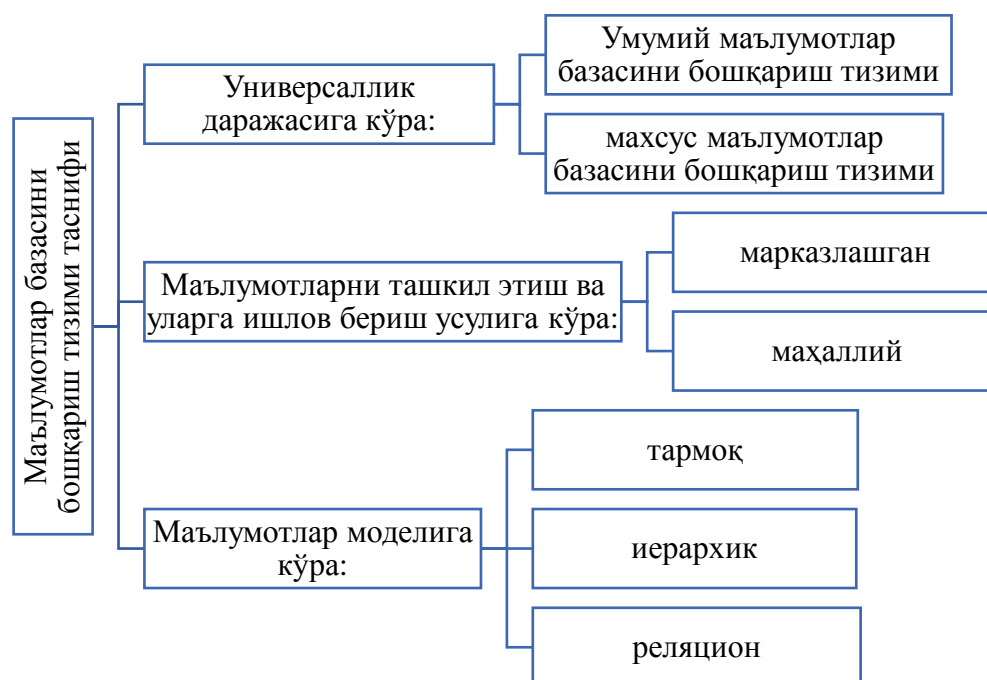 Маълумотлар базасини
бошқариш тизими таснифи
Универсаллик
даражасига кўра:
Умумий маълумотлар
базасини бошқариш тизими
махсус маълумотлар
базасини бошқариш тизими
Маълумотларни ташкил этиш ва
уларга ишлов бериш усулига кўра:
марказлашган
маҳаллий
Маълумотлар моделига
кўра:
тармоқ
иерархик
реляцион